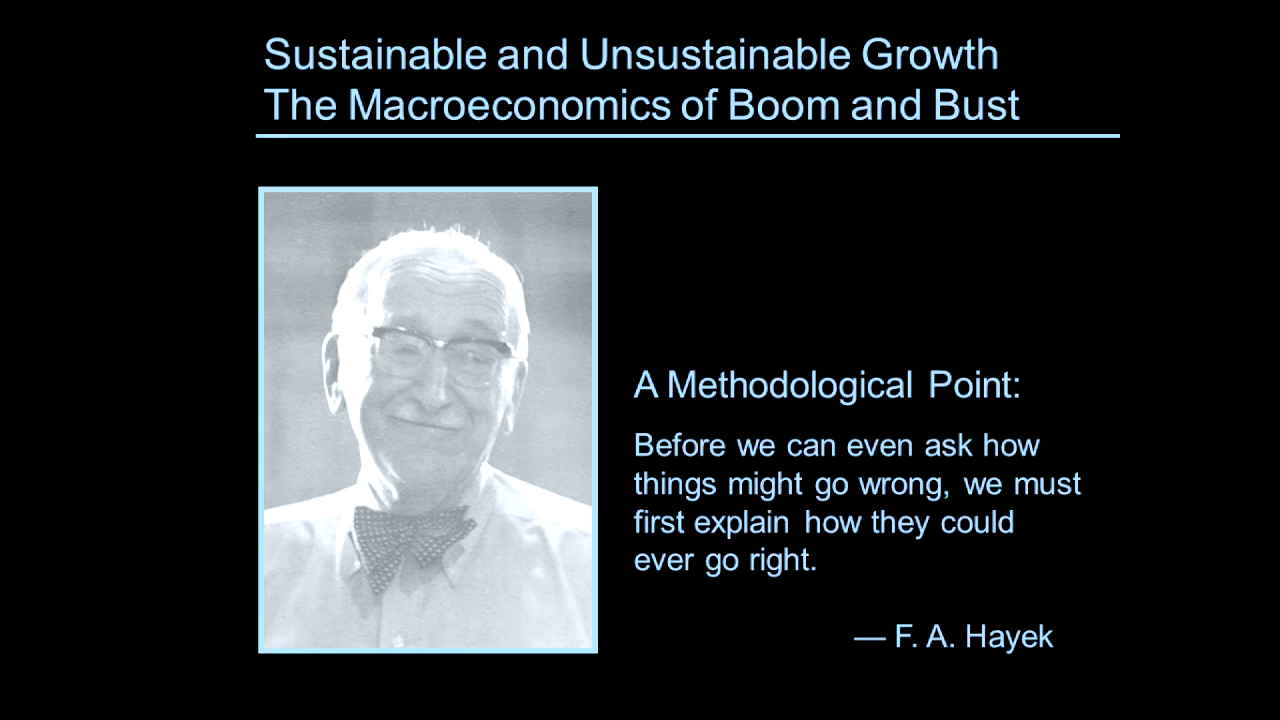 Sustainable and Unsustainable Growth
The Macroeconomics of Boom and Bust
A Methodological Point:
Before we can even ask how
things might go wrong, we must
first explain how they could
ever go right.
— F. A. Hayek